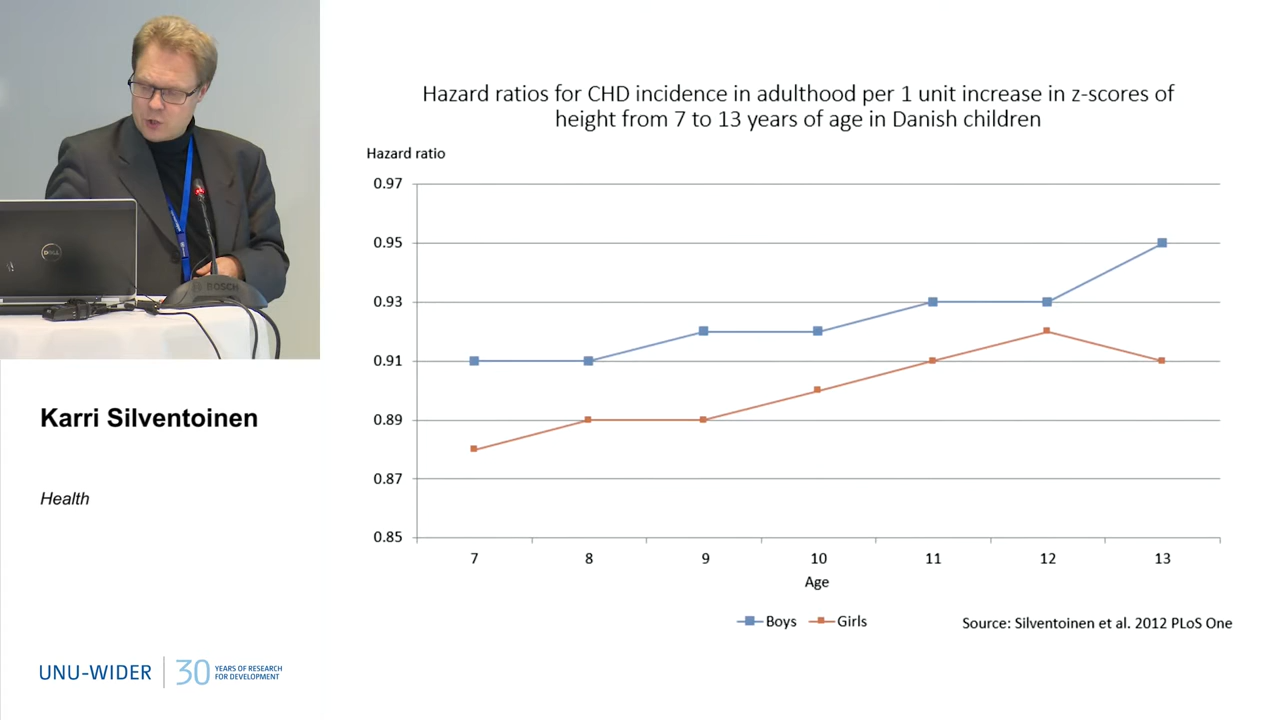 Hazard ratios for CHD incidence in adulthood per 1 unit increase in z-scores of
height from 7 to 13 years of age in Danish children
Hazard ratio
0.97
0.95
0.93
0.91
0.89
0.87
0.85
7 8 9 10 11 12 13
Age
Boys Girls
Source: Silventoinen et al. 2012 PLoS One
DELL
BOSCH
Karri Silventoinen
Health
UNU-WIDER
30 YEARS OF RESEARCH
FOR DEVELOPMENT